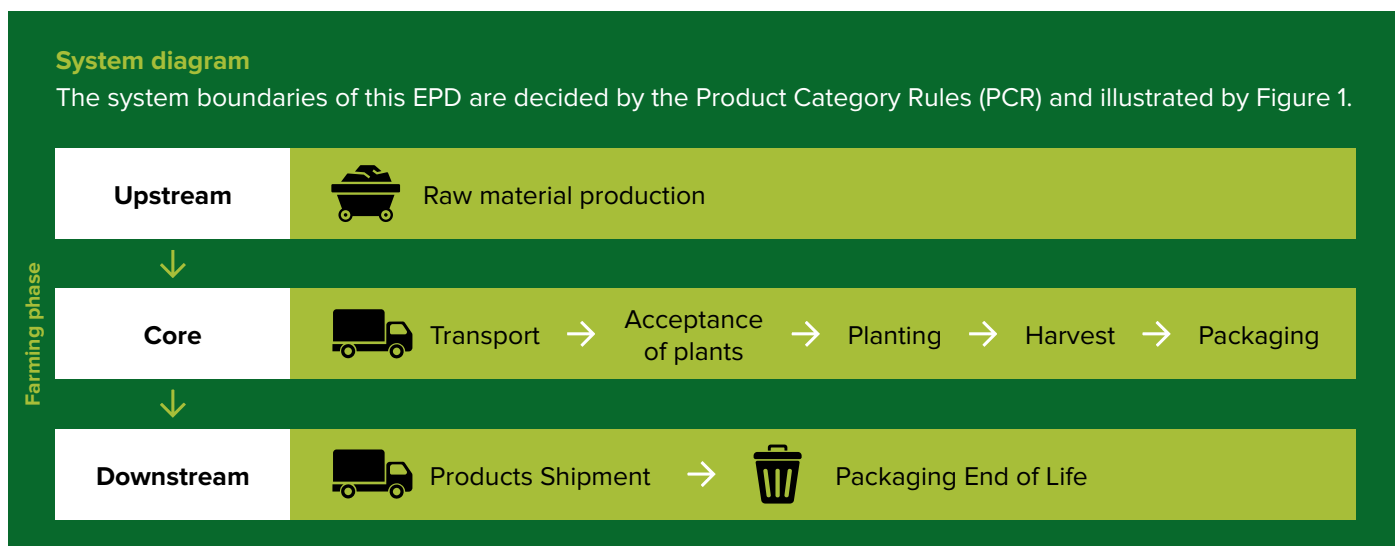 System diagram
The system boundaries of this EPD are decided by the Product Category Rules (PCR) and illustrated by Figure 1.
Upstream
Raw material production
Farming phase
Core
Transport
Acceptance
of plants
Planting
Harvest
Packaging
Downstream
Products Shipment
Packaging End of Life